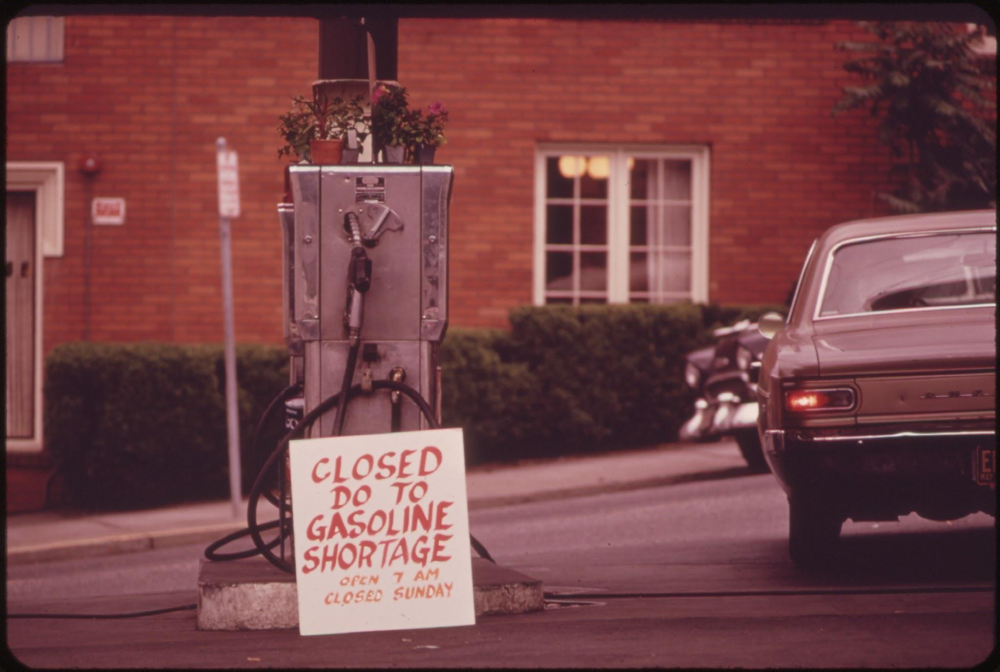 CLOSED
DO TO
GASOLINE
SHORTAGE
OPEN 7 AM
CLOSED SUNDAY